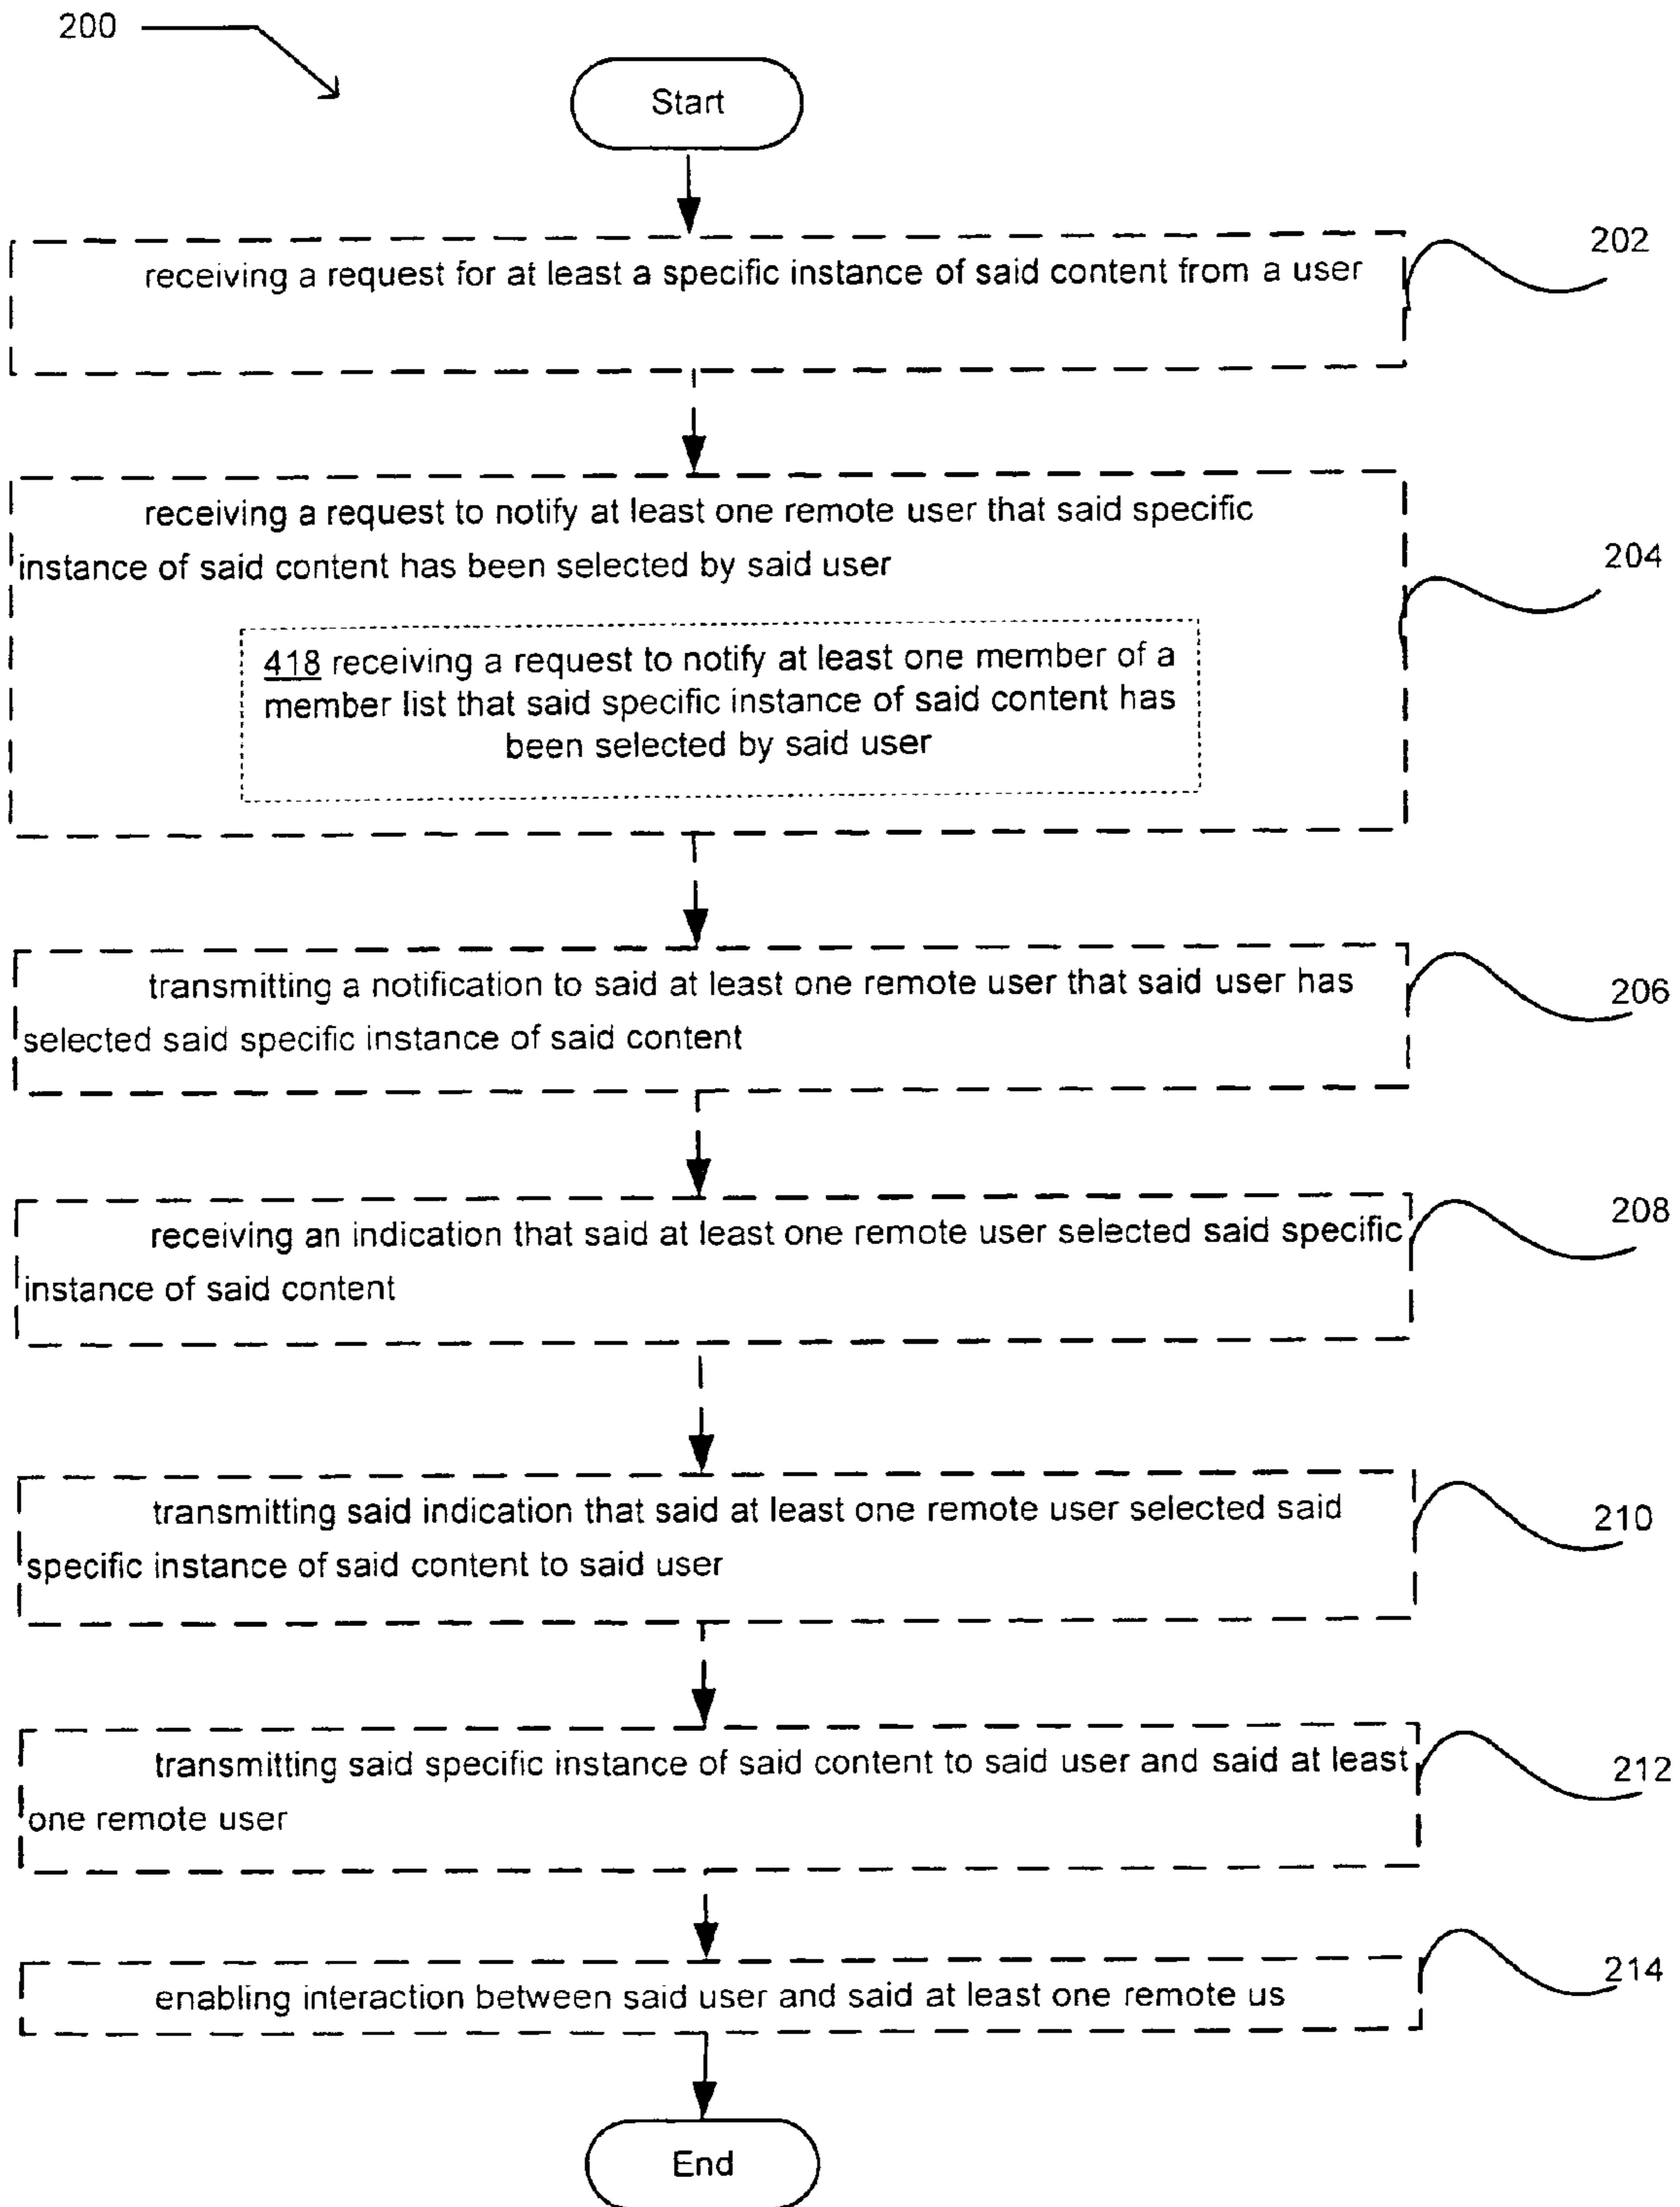 200
Start
receiving a request for at least a specific instance of said content from a user
202
receiving a request to notify at least one remote user that said specific
instance of said content has been selected by said user
204
418 receiving a request to notify at least one member of a
member list that said specific instance of said content has
been selected by said user
transmitting a notification to said at least one remote user that said user has
selected said specific instance of said content
206
receiving an indication that said at least one remote user selected said specific
instance of said content
208
transmitting said indication that said at least one remote user selected said
specific instance of said content to said user
210
transmitting said specific instance of said content to said user and said at least
one remote user
212
enabling interaction between said user and said at least one remote us
214
End